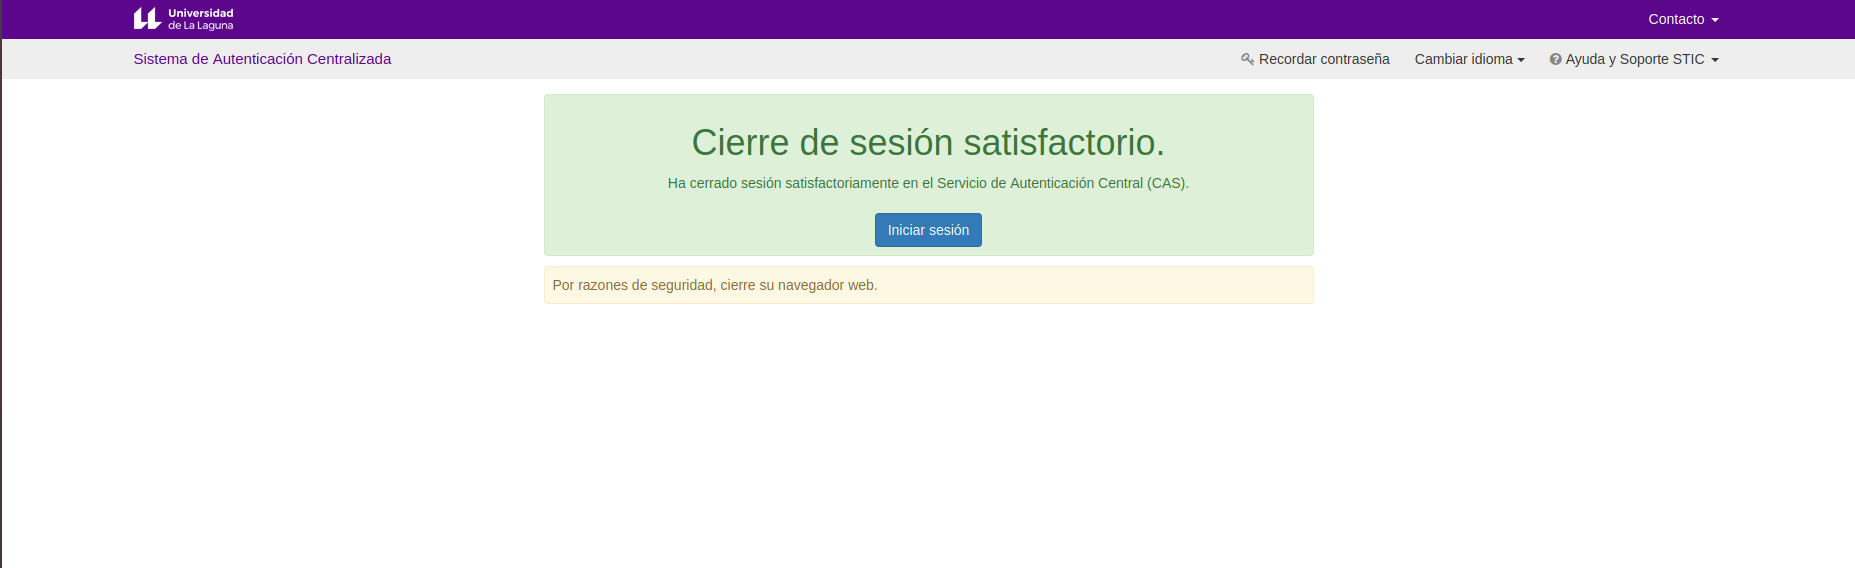 Universidad
de La Laguna
Contacto
Sistema de Autenticación Centralizada
Recordar contraseña
Cambiar idioma
Ayuda y Soporte STIC
Cierre de sesión satisfactorio.
Ha cerrado sesión satisfactoriamente en el Servicio de Autenticación Central (CAS).
Iniciar sesión
Por razones de seguridad, cierre su navegador web.